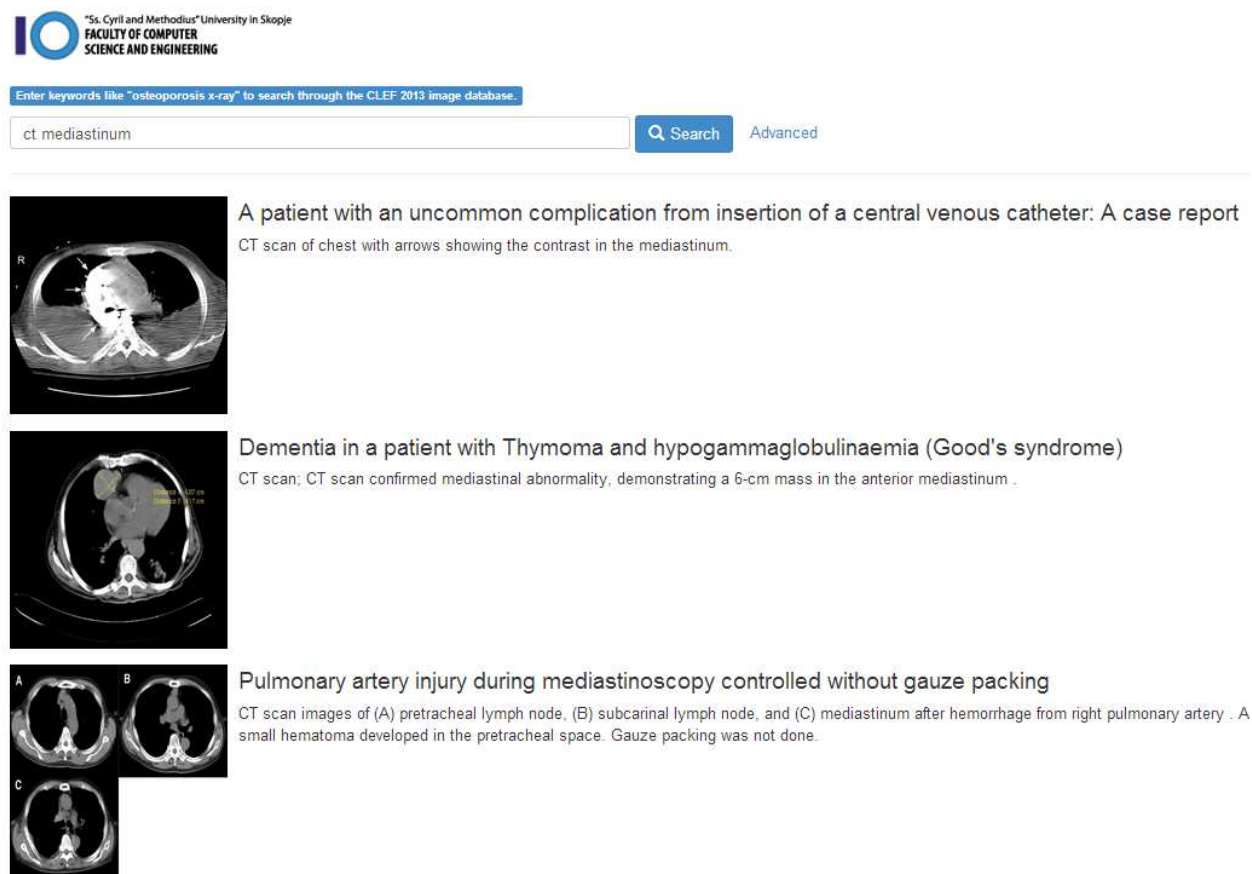 "Ss. Cyril and Methodius" University in Skopje
FACULTY OF COMPUTER
SCIENCE AND ENGINEERING
Enter keywords like "osteoporosis x-ray" to search through the CLEF 2013 image database.
ct mediastinum
Search
Advanced
R
A patient with an uncommon complication from insertion of a central venous catheter: A case report
CT scan of chest with arrows showing the contrast in the mediastinum.
Dementia in a patient with Thymoma and hypogammaglobulinaemia (Good's syndrome)
CT scan; CT scan confirmed mediastinal abnormality, demonstrating a 6-cm mass in the anterior mediastinum .
A
B
C
Pulmonary artery injury during mediastinoscopy controlled without gauze packing
CT scan images of (A) pretracheal lymph node, (B) subcarinal lymph node, and (C) mediastinum after hemorrhage from right pulmonary artery . A
small hematoma developed in the pretracheal space. Gauze packing was not done.